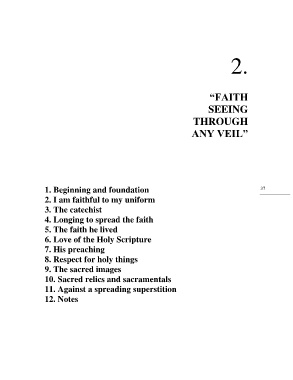 2.
“FAITH
SEEING
THROUGH
ANY VEIL”
1. Beginning and foundation
2. I am faithful to my uniform
3. The catechist
4. Longing to spread the faith
5. The faith he lived
6. Love of the Holy Scripture
7. His preaching
8. Respect for holy things
9. The sacred images
10. Sacred relics and sacramentals
11. Against a spreading superstition
12. Notes